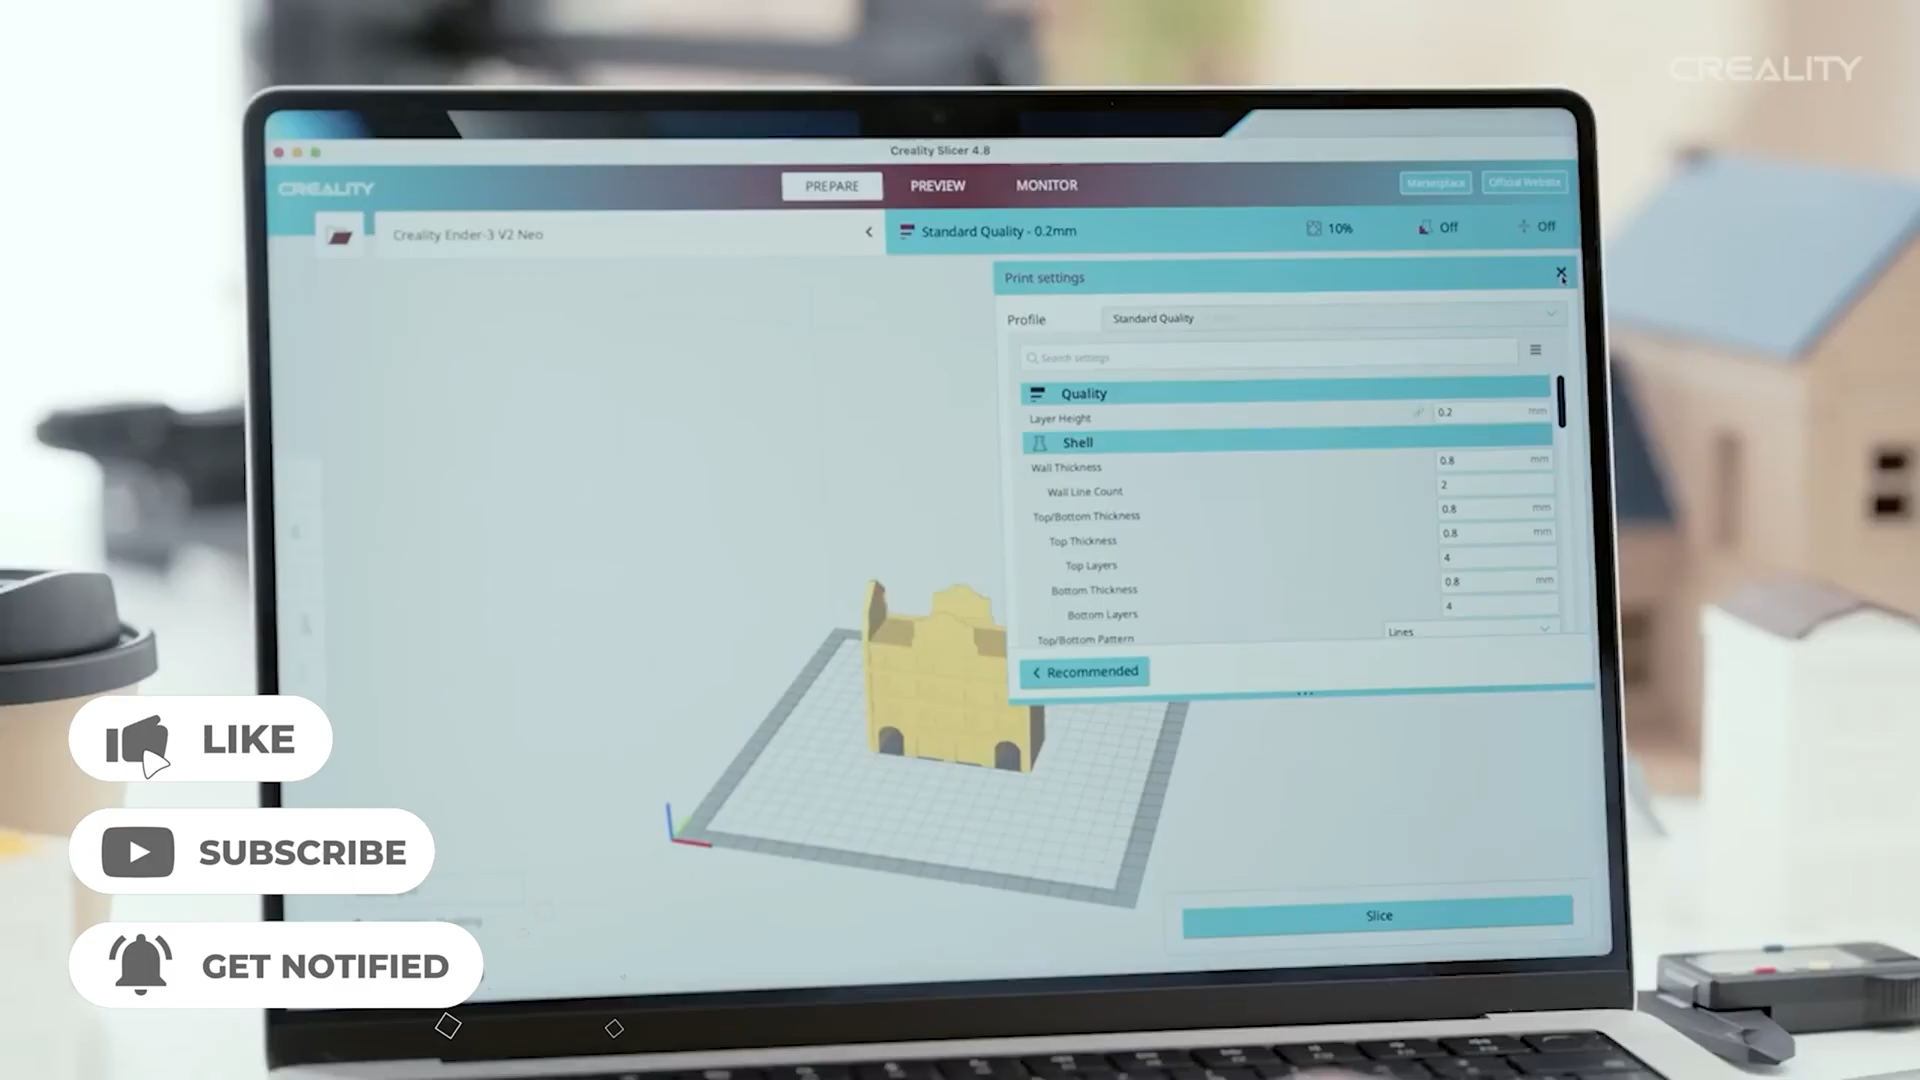 CREALITY
Creality Slicer 4.8
CREALITY
PREPARE
PREVIEW
MONITOR
Marketplace
Official Website
Creality Ender-3 V2 Neo
Standard Quality - 0.2mm
10%
Off
Off
Print settings
Profile
Standard Quality
Search settings
Quality
Layer Height
0.2 mm
Shell
Wall Thickness
0.8 mm
Wall Line Count
2
Top/Bottom Thickness
0.8 mm
Top Thickness
0.8 mm
Top Layers
4
Bottom Thickness
0.8 mm
Bottom Layers
4
Top/Bottom Pattern
Lines
Recommended
Slice
LIKE
SUBSCRIBE
GET NOTIFIED